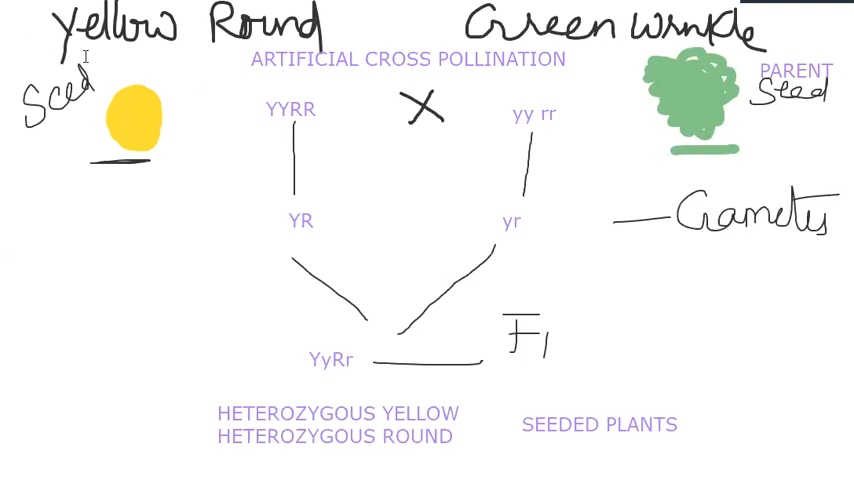 Yellow Round Green wrinkle
ARTIFICIAL CROSS POLLINATION
PARENT
Seed
Seed
YYRR X yy rr
YR yr
Gametes
YyRr F1
HETEROZYGOUS YELLOW
HETEROZYGOUS ROUND
SEEDED PLANTS